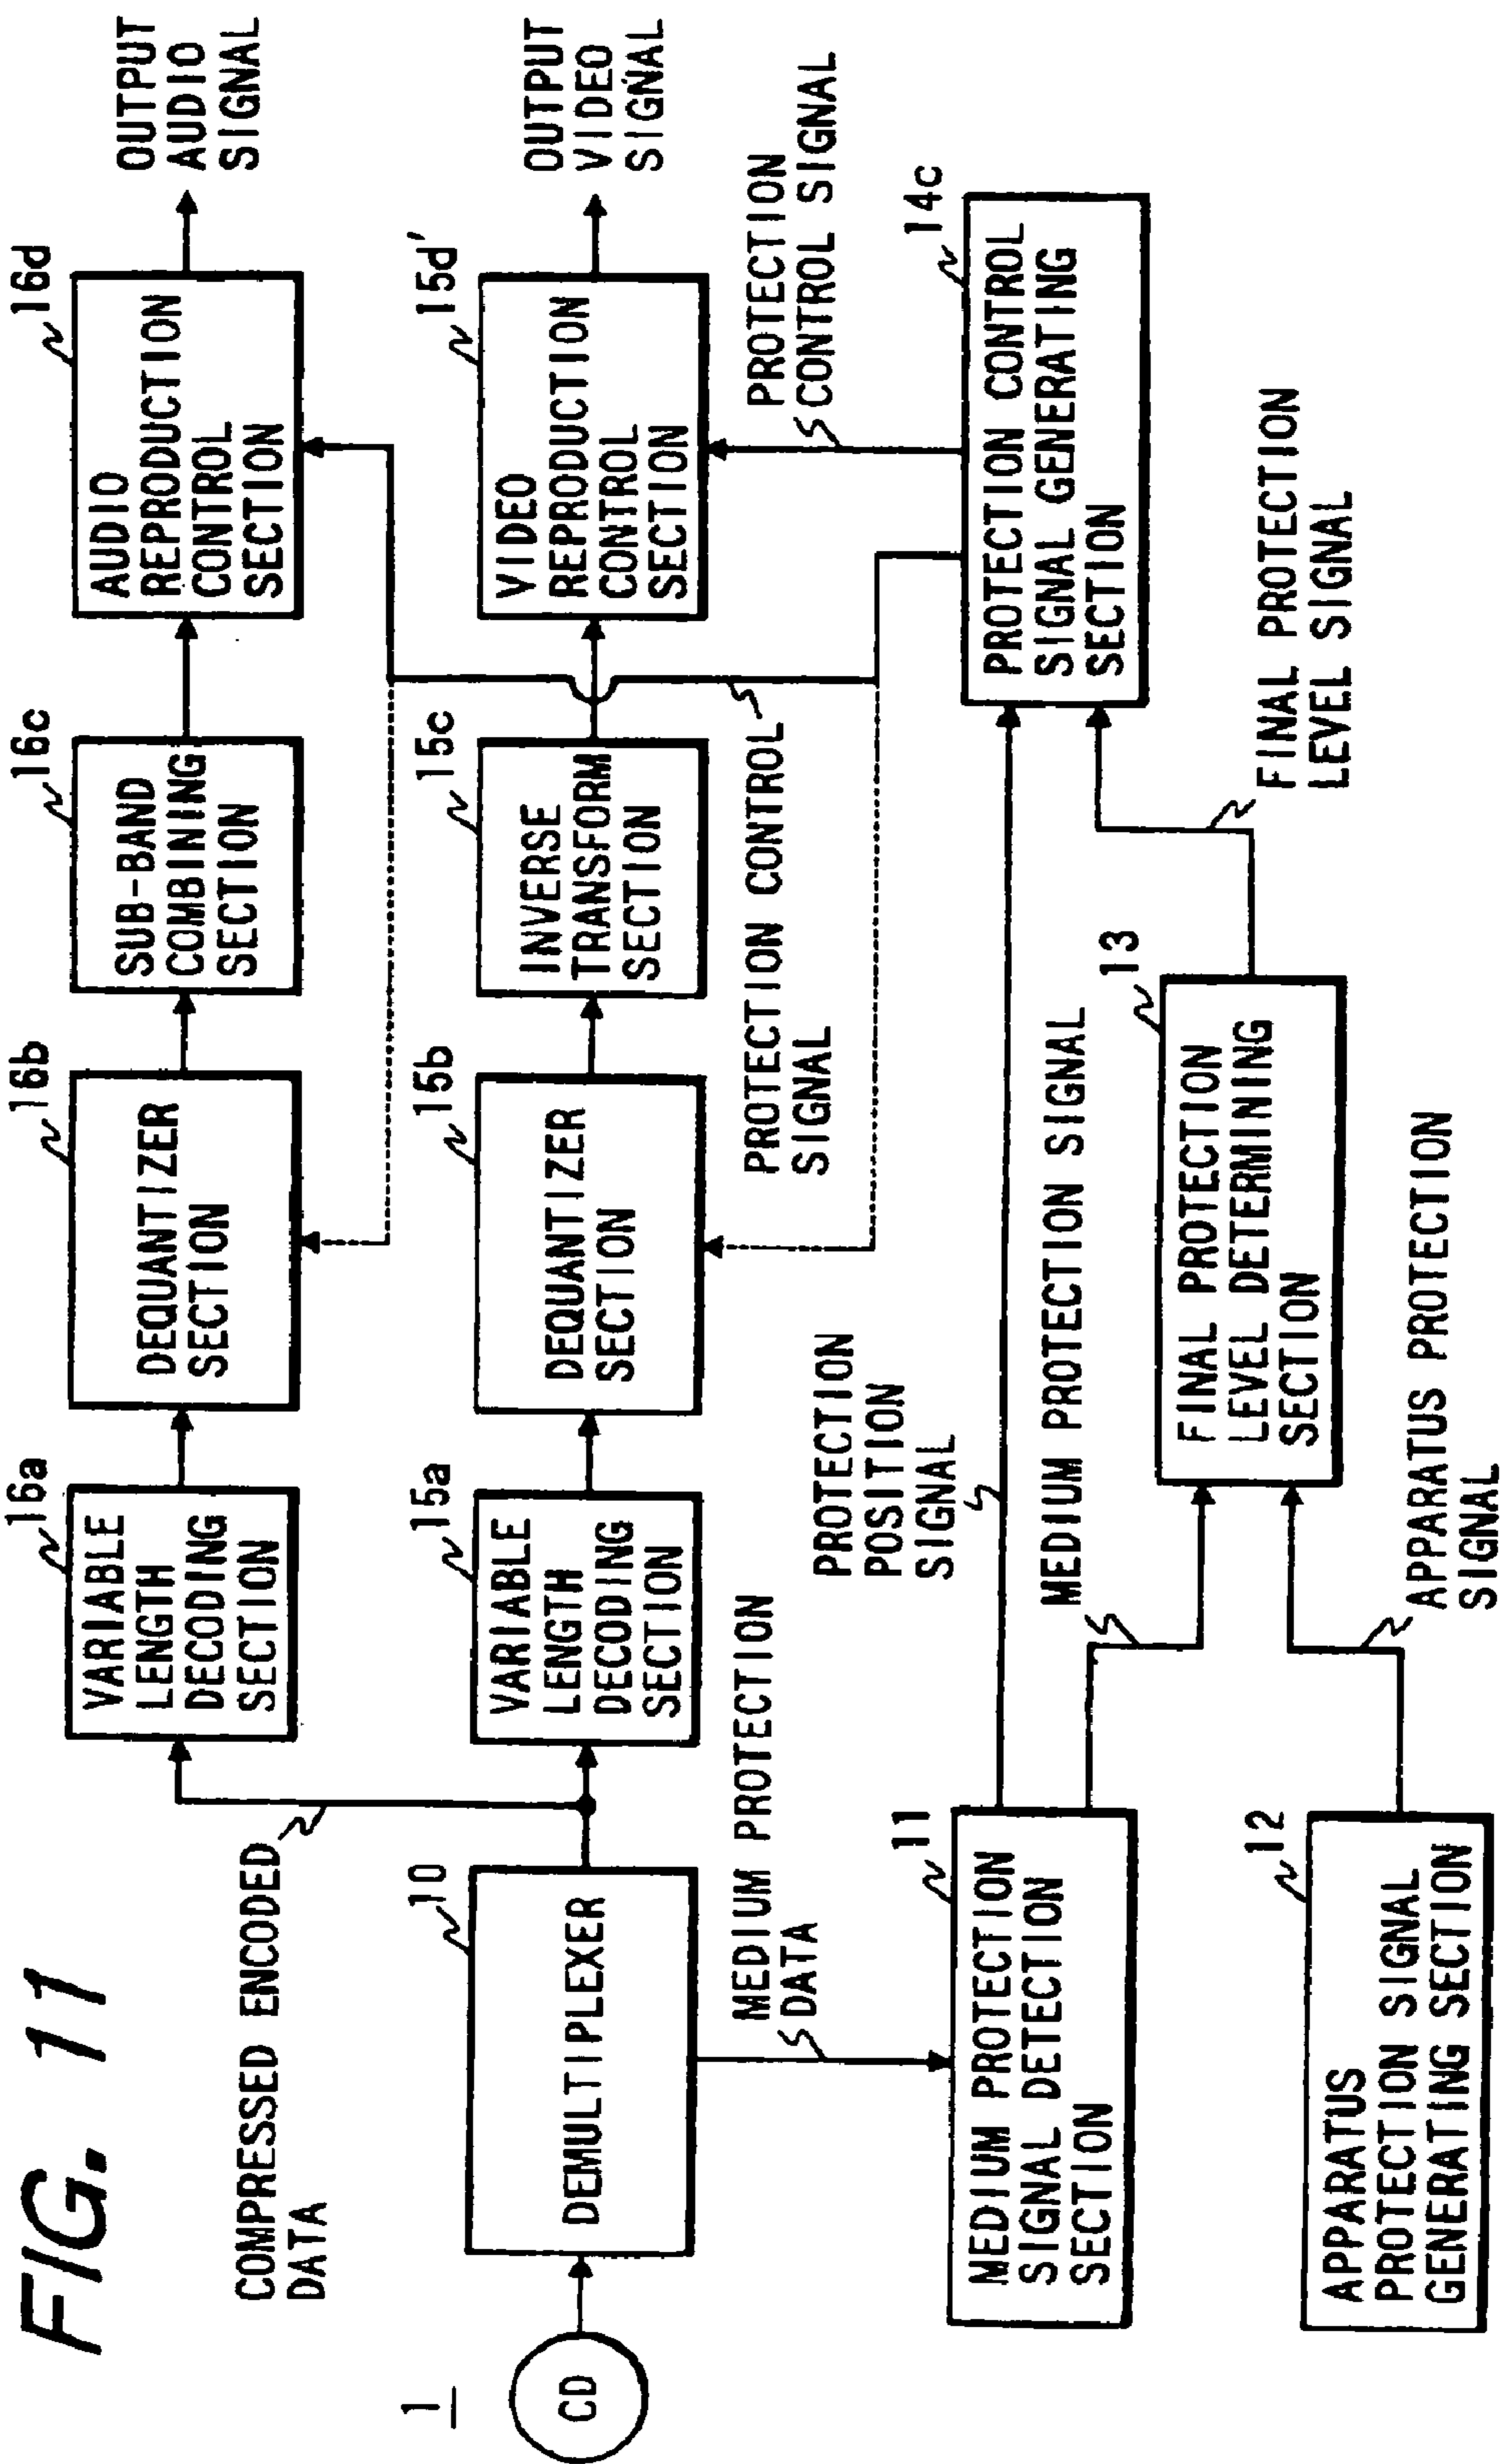 FIG. 11
1
CD
COMPRESSED ENCODED
DATA
10
DEMULTIPLEXER
MEDIUM PROTECTION
DATA
16a
VARIABLE
LENGTH
DECODING
SECTION
16b
DEQUANTIZER
SECTION
16c
SUB-BAND
COMBINING
SECTION
16d
AUDIO
REPRODUCTION
CONTROL
SECTION
OUTPUT
AUDIO
SIGNAL
15a
VARIABLE
LENGTH
DECODING
SECTION
15b
DEQUANTIZER
SECTION
15c
INVERSE
TRANSFORM
SECTION
15d'
VIDEO
REPRODUCTION
CONTROL
SECTION
OUTPUT
VIDEO
SIGNAL
PROTECTION CONTROL
SIGNAL
PROTECTION
CONTROL SIGNAL
PROTECTION
POSITION
SIGNAL
11
MEDIUM PROTECTION
SIGNAL DETECTION
SECTION
MEDIUM PROTECTION SIGNAL
14c
PROTECTION CONTROL
SIGNAL GENERATING
SECTION
12
APPARATUS
PROTECTION SIGNAL
GENERATING SECTION
APPARATUS PROTECTION
SIGNAL
13
FINAL PROTECTION
LEVEL DETERMINING
SECTION
FINAL PROTECTION
LEVEL SIGNAL